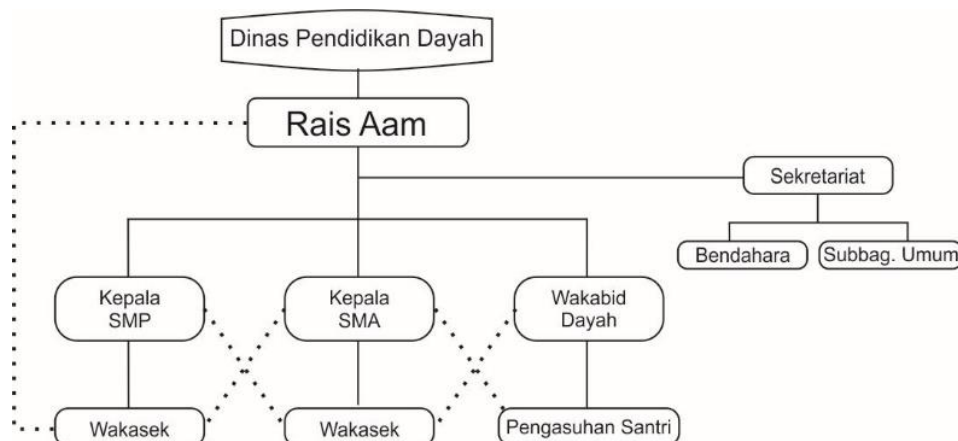 Dinas Pendidikan Dayah
Rais Aam
Sekretariat
Bendahara
Subbag. Umum
Kepala
SMP
Kepala
SMA
Wakabid
Dayah
Wakasek
Wakasek
Pengasuhan Santri